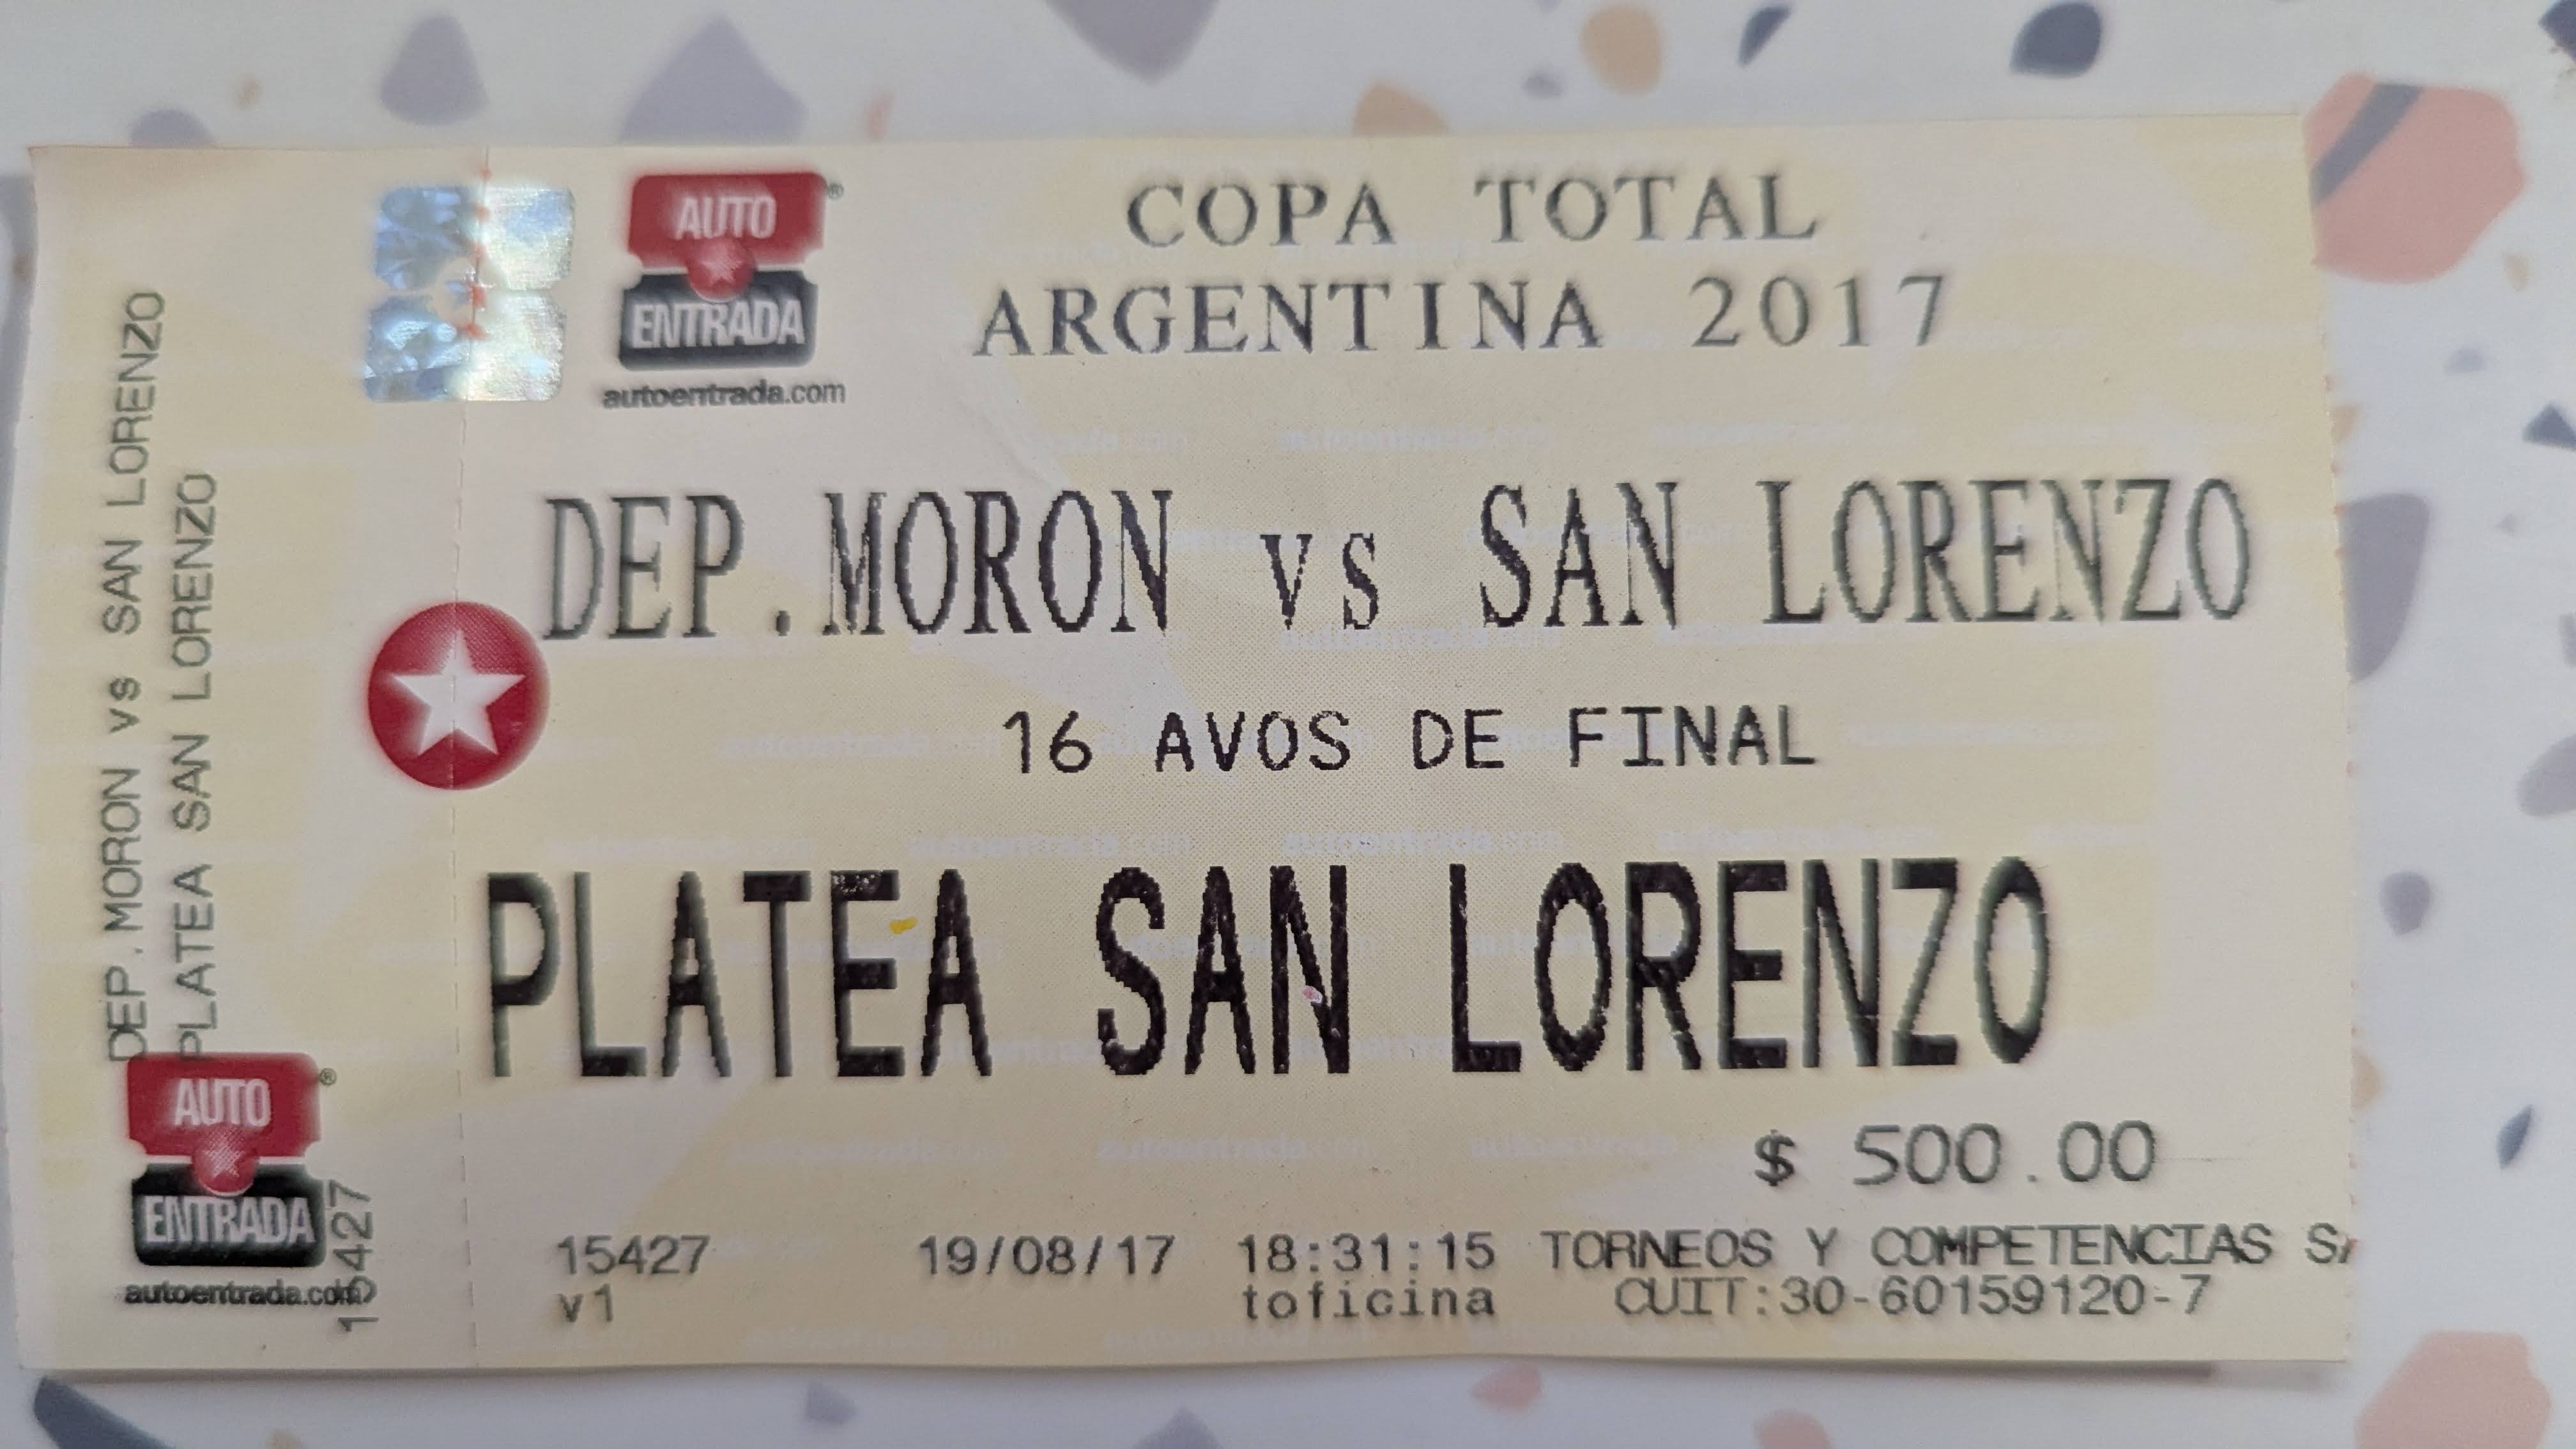 DEP.MORON vs SAN LORENZO
PLATEA SAN LORENZO
AUTO
ENTRADA
autoentrada.com
15427
AUTO
ENTRADA
autoentrada.com
COPA TOTAL
ARGENTINA 2017
DEP.MORON vs SAN LORENZO
16 AVOS DE FINAL
PLATEA SAN LORENZO
$ 500.00
15427 19/08/17 18:31:15 TORNEOS Y COMPETENCIAS
v1 toficina CUIT:30-60159120-7